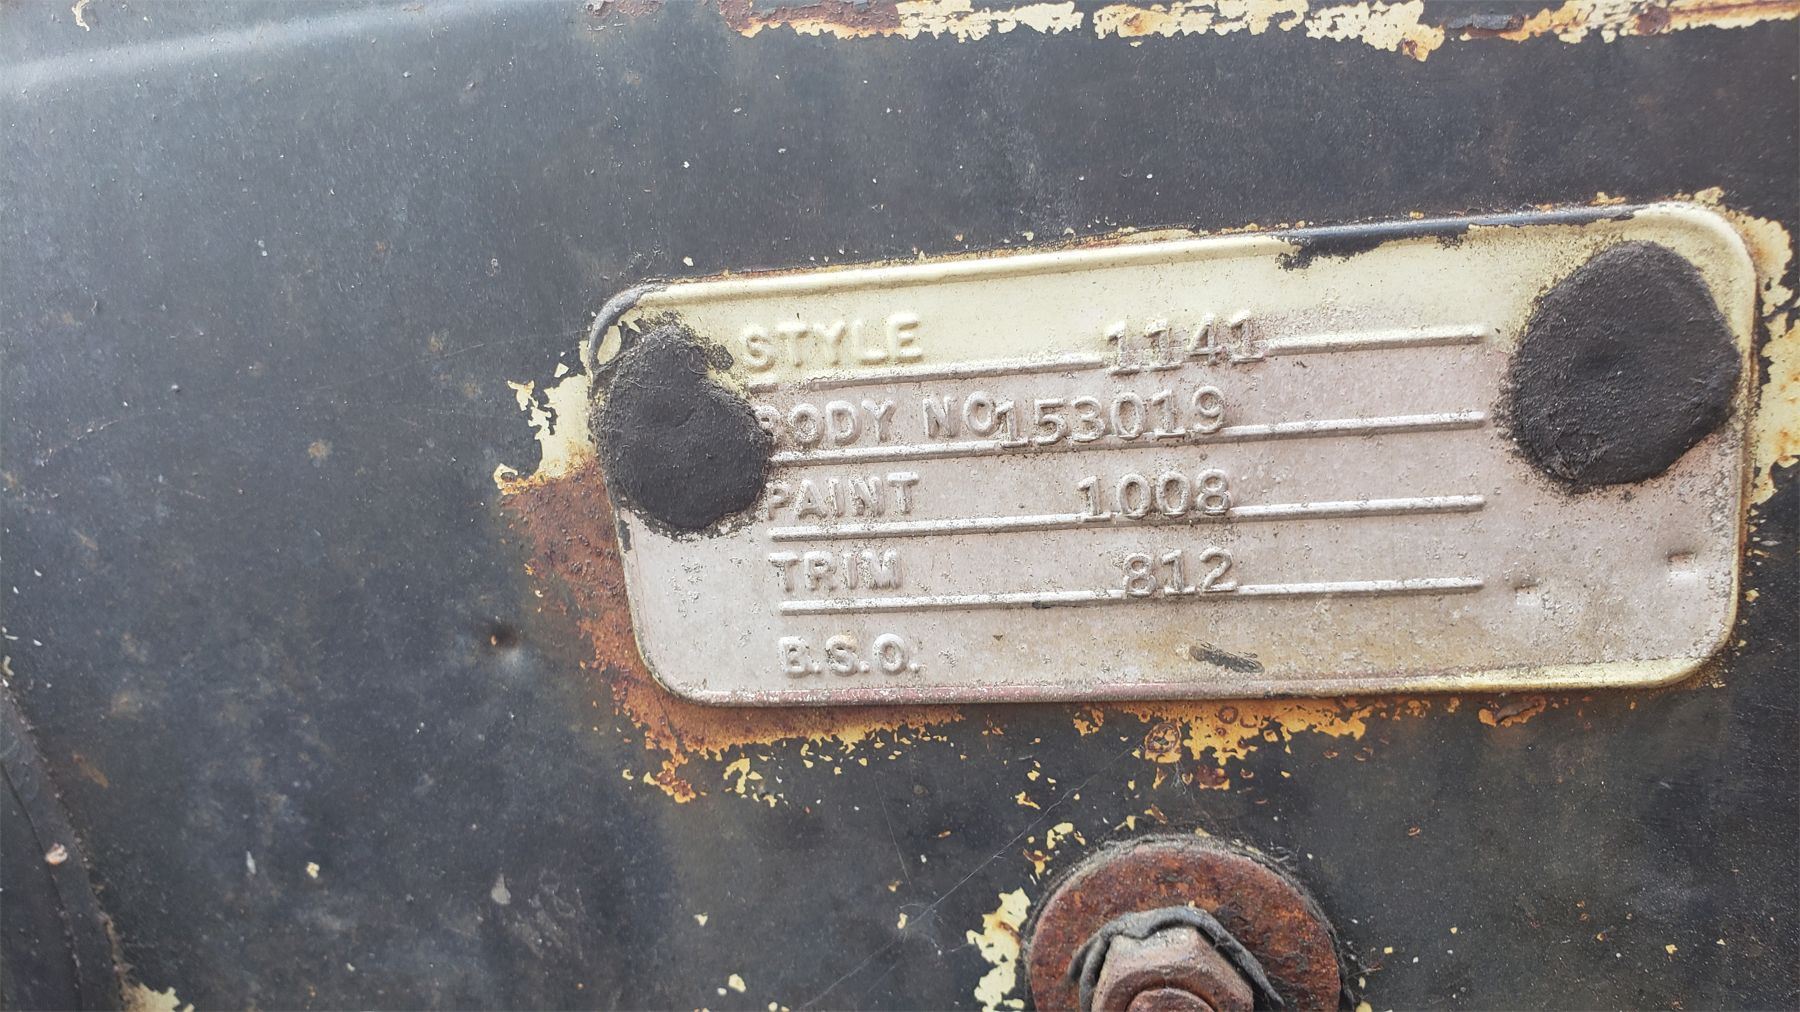 STYLE 1141
BODY NO. 153019
PAINT 1008
TRIM 812
B.S.O.